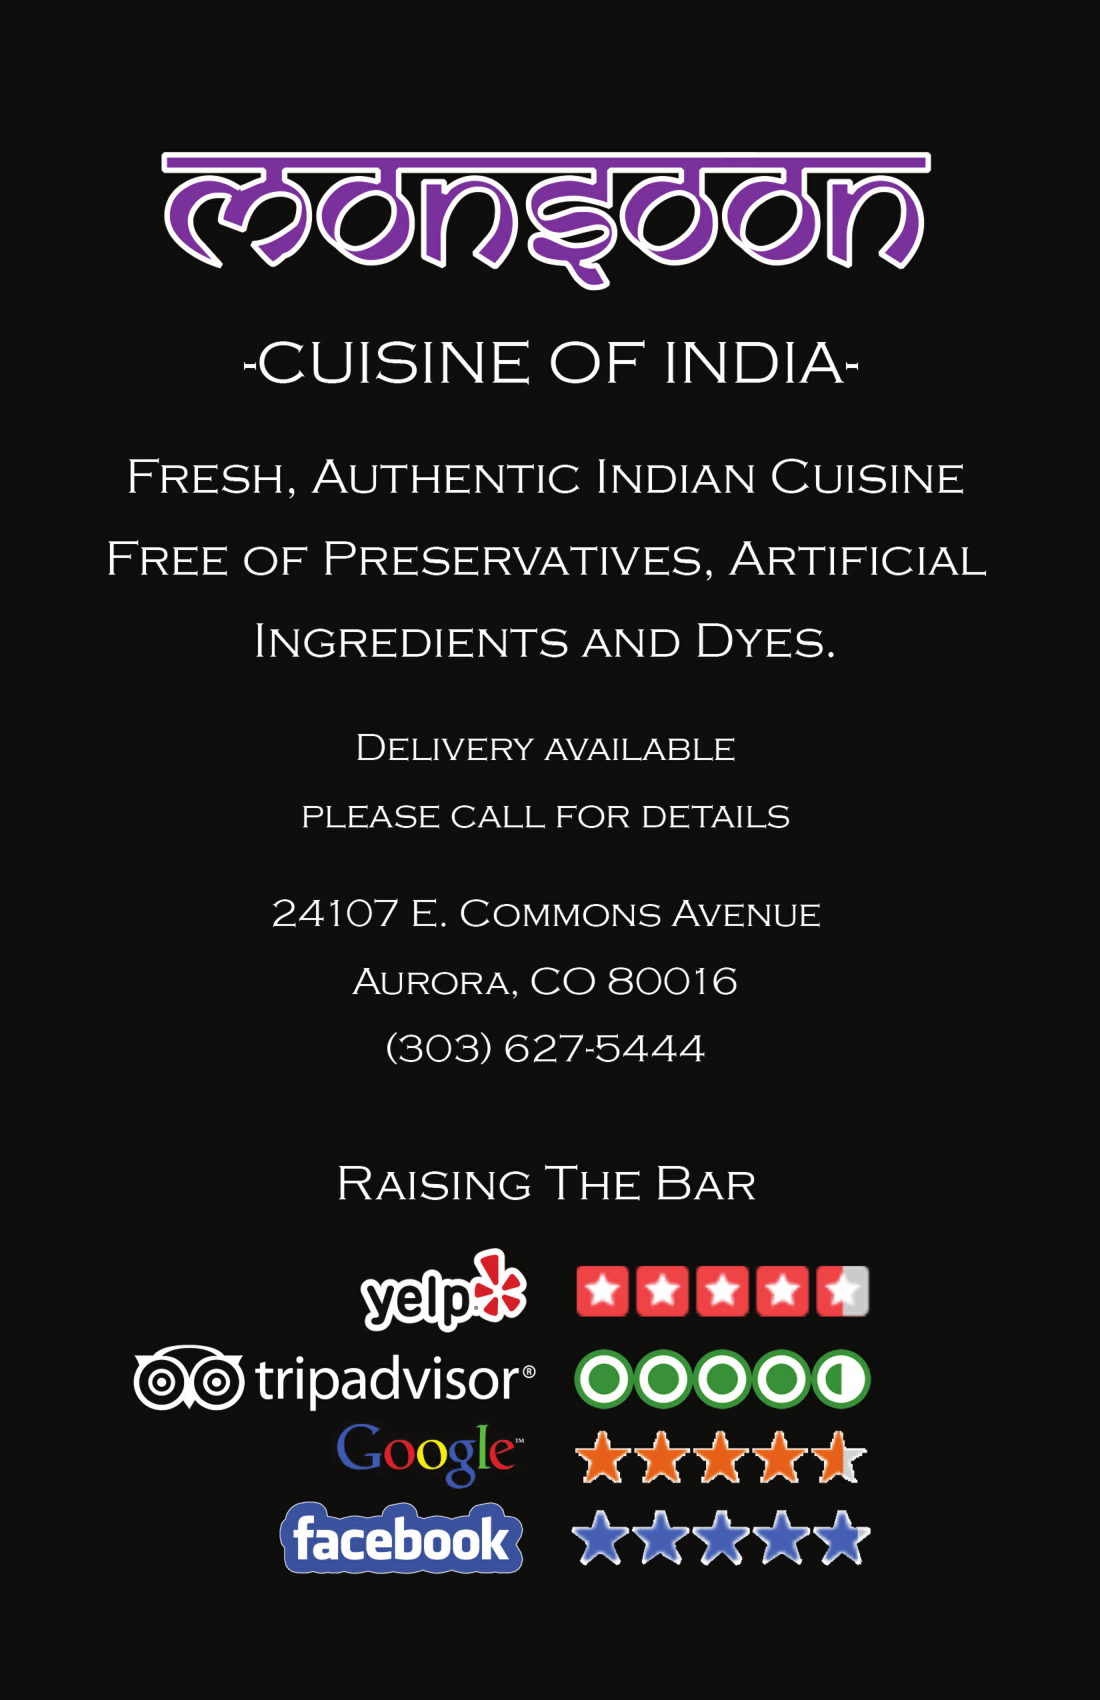 monsoon
-CUISINE OF INDIA-
FRESH, AUTHENTIC INDIAN CUISINE
FREE OF PRESERVATIVES, ARTIFICIAL
INGREDIENTS AND DYES.
DELIVERY AVAILABLE
PLEASE CALL FOR DETAILS
24107 E. COMMONS AVENUE
AURORA, CO 80016
(303) 627-5444
RAISING THE BAR
yelp
tripadvisor®
Google™
facebook